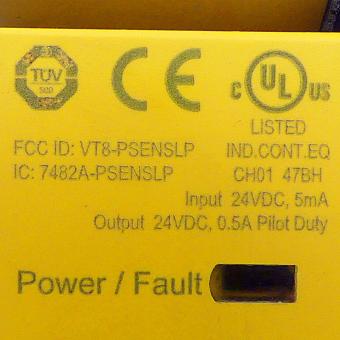 TÜV
CE
C UL US
LISTED
FCC ID: VT8-PSENSLP IND.CONT.EQ
IC: 7482A-PSENSLP CH01 47BH
Input 24VDC, 5mA
Output 24VDC, 0.5A Pilot Duty
Power / Fault